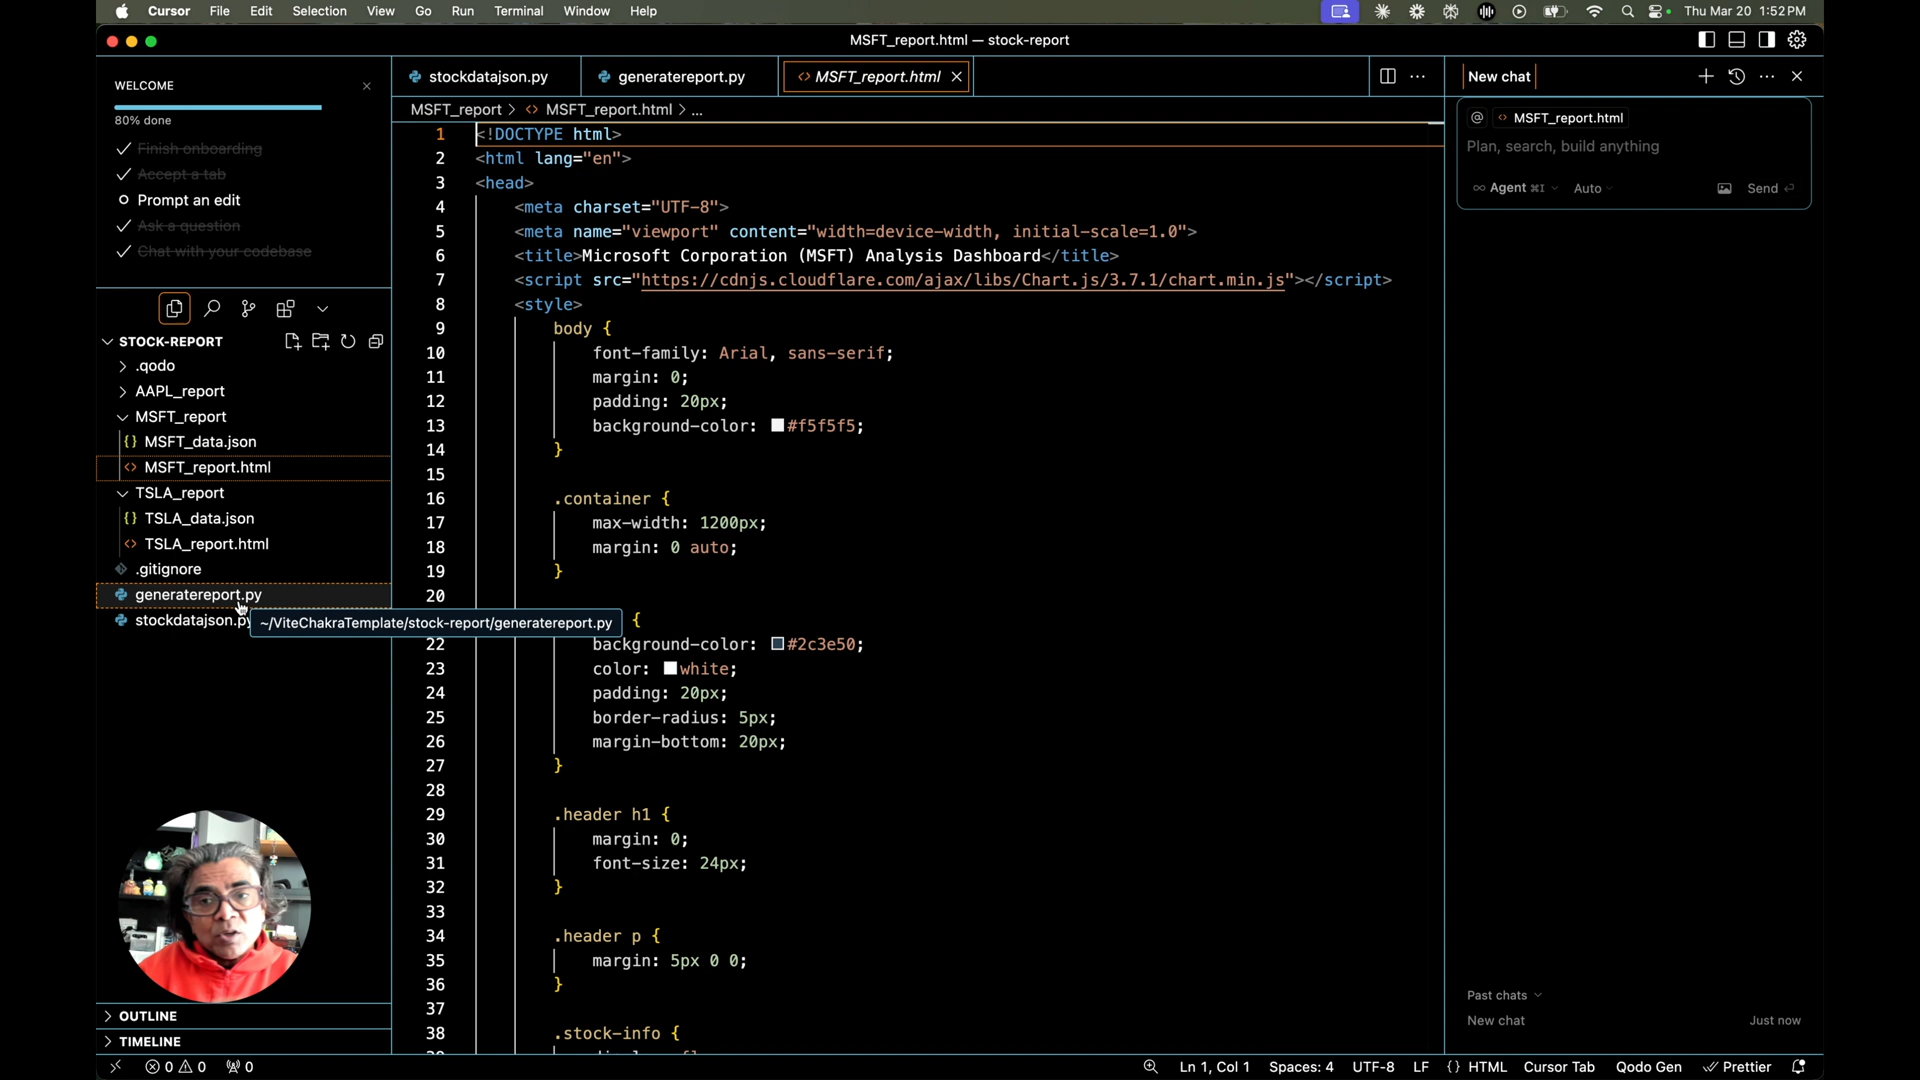 Cursor File Edit Selection View Go Run Terminal Window Help
Thu Mar 20 1:52 PM
MSFT_report.html — stock-report
WELCOME
80% done
Finish onboarding
Accept a tab
Prompt an edit
Ask a question
Chat with your codebase
STOCK-REPORT
.qodo
AAPL_report
MSFT_report
{} MSFT_data.json
<> MSFT_report.html
TSLA_report
{} TSLA_data.json
<> TSLA_report.html
.gitignore
generatereport.py
stockdatajson.py
~/ViteChakraTemplate/stock-report/generatereport.py
OUTLINE
TIMELINE
stockdatajson.py generatereport.py <> MSFT_report.html
MSFT_report > <> MSFT_report.html > ...
1 <!DOCTYPE html>
2 <html lang="en">
3 <head>
4 <meta charset="UTF-8">
5 <meta name="viewport" content="width=device-width, initial-scale=1.0">
6 <title>Microsoft Corporation (MSFT) Analysis Dashboard</title>
7 <script src="https://cdnjs.cloudflare.com/ajax/libs/Chart.js/3.7.1/chart.min.js"></script>
8 <style>
9 body {
10 font-family: Arial, sans-serif;
11 margin: 0;
12 padding: 20px;
13 background-color: #f5f5f5;
14 }
15
16 .container {
17 max-width: 1200px;
18 margin: 0 auto;
19 }
20
{
22 background-color: #2c3e50;
23 color: white;
24 padding: 20px;
25 border-radius: 5px;
26 margin-bottom: 20px;
27 }
28
29 .header h1 {
30 margin: 0;
31 font-size: 24px;
32 }
33
34 .header p {
35 margin: 5px 0 0;
36 }
37
38 .stock-info {
New chat
@ <> MSFT_report.html
Plan, search, build anything
∞ Agent ⌘I Auto Send
Past chats
New chat Just now
0 0 0
Ln 1, Col 1 Spaces: 4 UTF-8 LF {} HTML Cursor Tab Qodo Gen Prettier